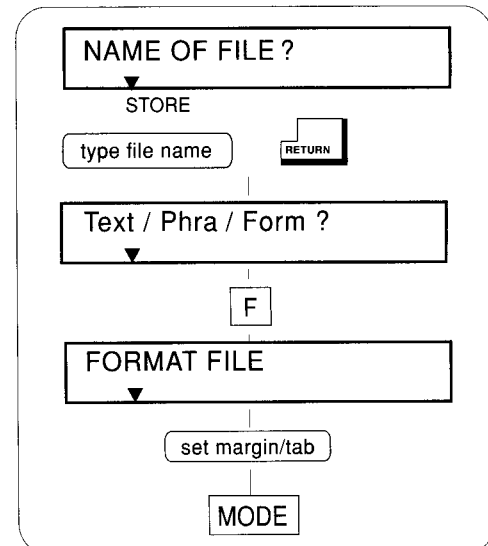 NAME OF FILE ?
STORE
type file name RETURN
Text / Phra / Form ?
F
FORMAT FILE
set margin/tab
MODE